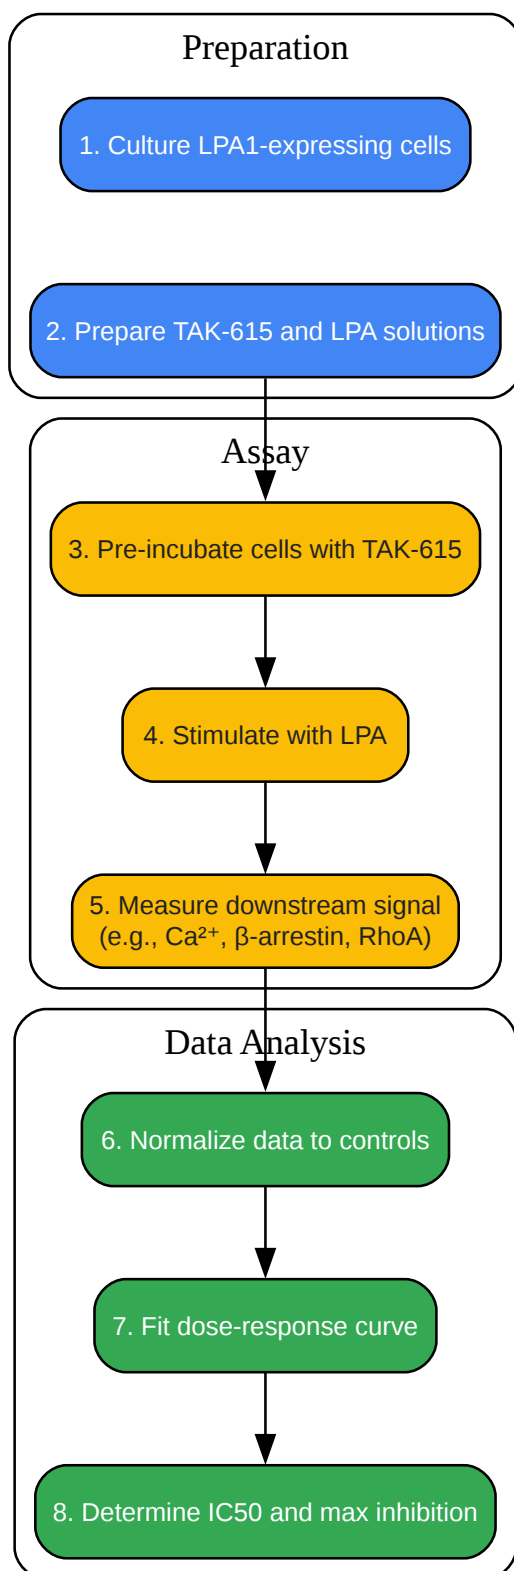 Preparation
1. Culture LPA1-expressing cells
2. Prepare TAK-615 and LPA solutions
Assay
3. Pre-incubate cells with TAK-615
4. Stimulate with LPA
5. Measure downstream signal
(e.g., Ca²⁺, β-arrestin, RhoA)
Data Analysis
6. Normalize data to controls
7. Fit dose-response curve
8. Determine IC50 and max inhibition